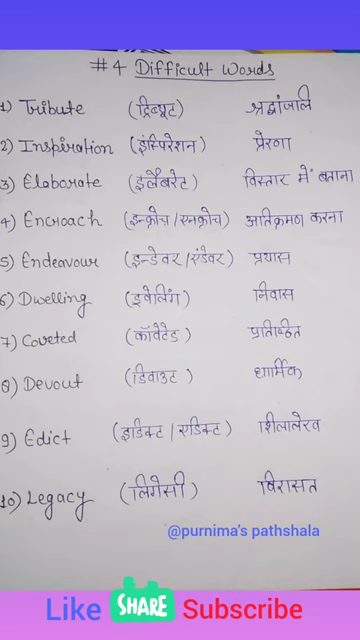 #4 Difficult Words
1) Tribute (ट्रिब्यूट) श्रद्धांजलि
2) Inspiration (इंस्पिरेशन) प्रेरणा
3) Elaborate (इलैबरेट) विस्तार में बताना
4) Encroach (इन्क्रोच/एनक्रोच) अतिक्रमण करना
5) Endeavour (इन्डेवर/एंडैवर) प्रयास
6) Dwelling (ड्वेलिंग) निवास
7) Coveted (कॉवेटेड) प्रतिष्ठित
8) Devout (डिवाउट) धार्मिक
9) Edict (इडिक्ट/एडिक्ट) शिलालेख
10) Legacy (लिगेसी) विरासत
@purnima's pathshala
Like SHARE Subscribe